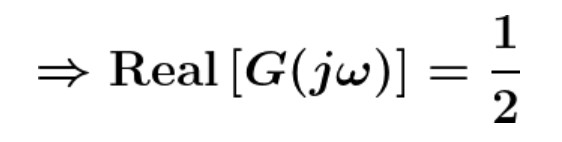 ⇒ Real [G(jω)] = 1/2